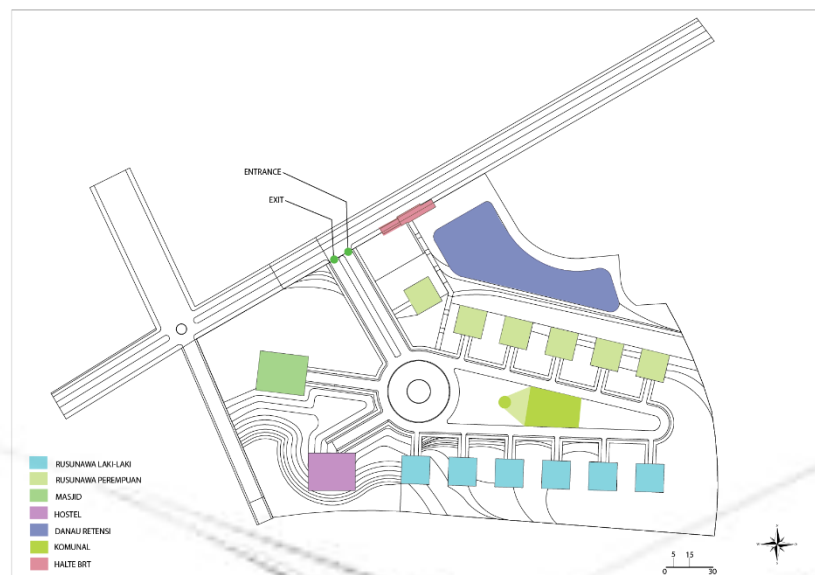 ENTRANCE
EXIT
RUSUNAWA LAKI-LAKI
RUSUNAWA PEREMPUAN
MASJID
HOSTEL
DANAU RETENSI
KOMUNAL
HALTE BRT
5 15
0 30